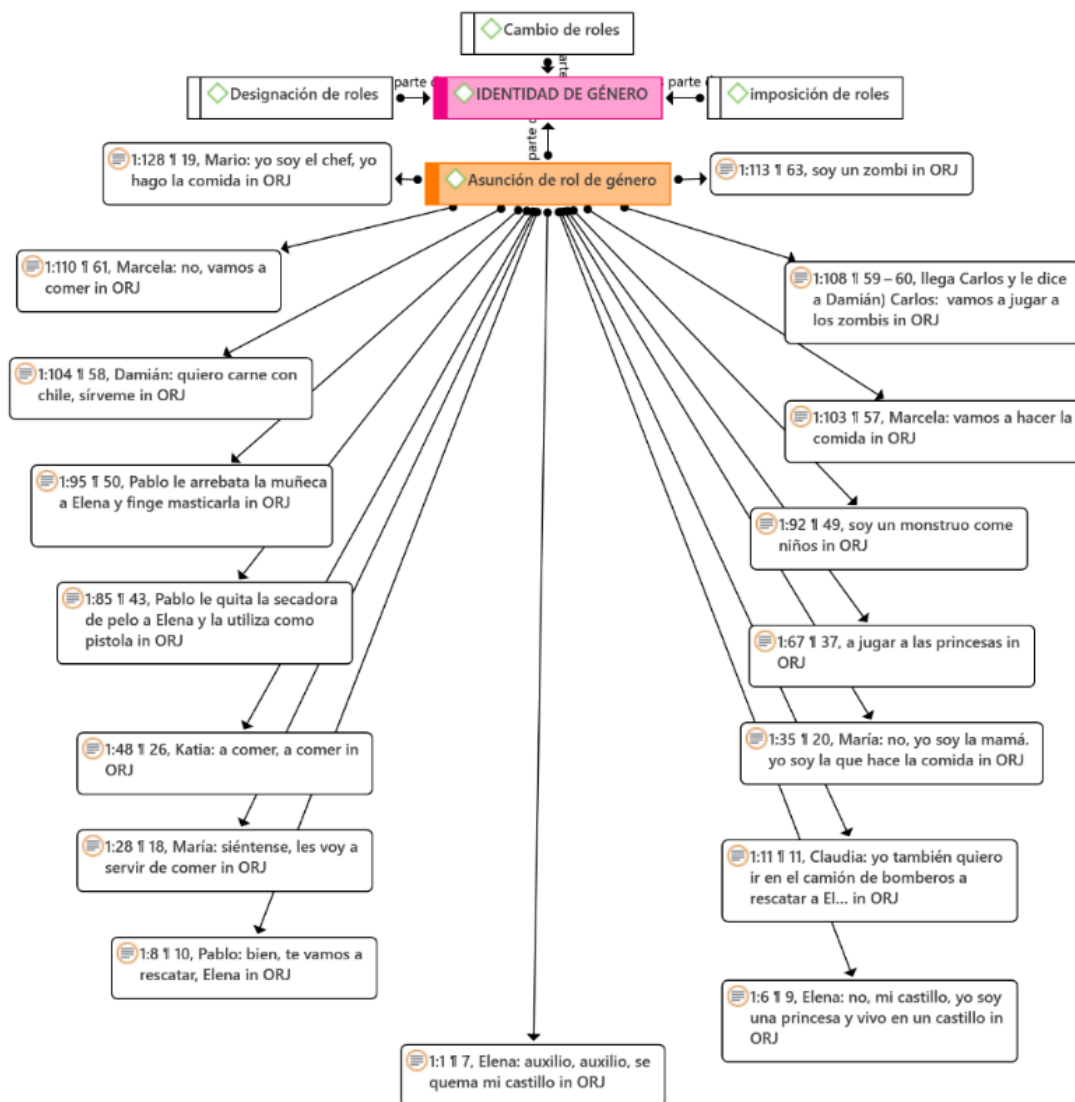 Cambio de roles
parte
parte
Designación de roles
IDENTIDAD DE GÉNERO
s parte
imposición de roles
parte
1:128 ¶ 19, Mario: yo soy el chef, yo
hago la comida in ORJ
Asunción de rol de género
1:113 ¶ 63, soy un zombi in ORJ
1:110 ¶ 61, Marcela: no, vamos a
comer in ORJ
1:108 ¶ 59 – 60, llega Carlos y le dice
a Damián) Carlos: vamos a jugar a
los zombis in ORJ
1:104 ¶ 58, Damián: quiero carne con
chile, sírveme in ORJ
1:103 ¶ 57, Marcela: vamos a hacer la
comida in ORJ
1:95 ¶ 50, Pablo le arrebata la muñeca
a Elena y finge masticarla in ORJ
1:92 ¶ 49, soy un monstruo come
niños in ORJ
1:85 ¶ 43, Pablo le quita la secadora
de pelo a Elena y la utiliza como
pistola in ORJ
1:67 ¶ 37, a jugar a las princesas in
ORJ
1:48 ¶ 26, Katia: a comer, a comer in
ORJ
1:35 ¶ 20, María: no, yo soy la mamá.
yo soy la que hace la comida in ORJ
1:28 ¶ 18, María: siéntense, les voy a
servir de comer in ORJ
1:11 ¶ 11, Claudia: yo también quiero
ir en el camión de bomberos a
rescatar a El... in ORJ
1:8 ¶ 10, Pablo: bien, te vamos a
rescatar, Elena in ORJ
1:6 ¶ 9, Elena: no, mi castillo, yo soy
una princesa y vivo en un castillo in
ORJ
1:1 ¶ 7, Elena: auxilio, auxilio, se
quema mi castillo in ORJ